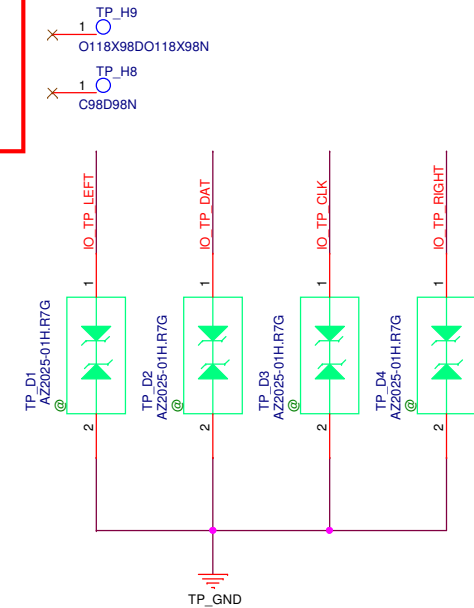 TP_H9
1
O118X98DO118X98N
TP_H8
1
C98D98N
IO_TP_LEFT
IO_TP_DAT
IO_TP_CLK
IO_TP_RIGHT
1
1
1
1
TP_D1
AZ2025-01H.R7G
@
TP_D2
AZ2025-01H.R7G
@
TP_D3
AZ2025-01H.R7G
@
TP_D4
AZ2025-01H.R7G
@
2
2
2
2
TP_GND